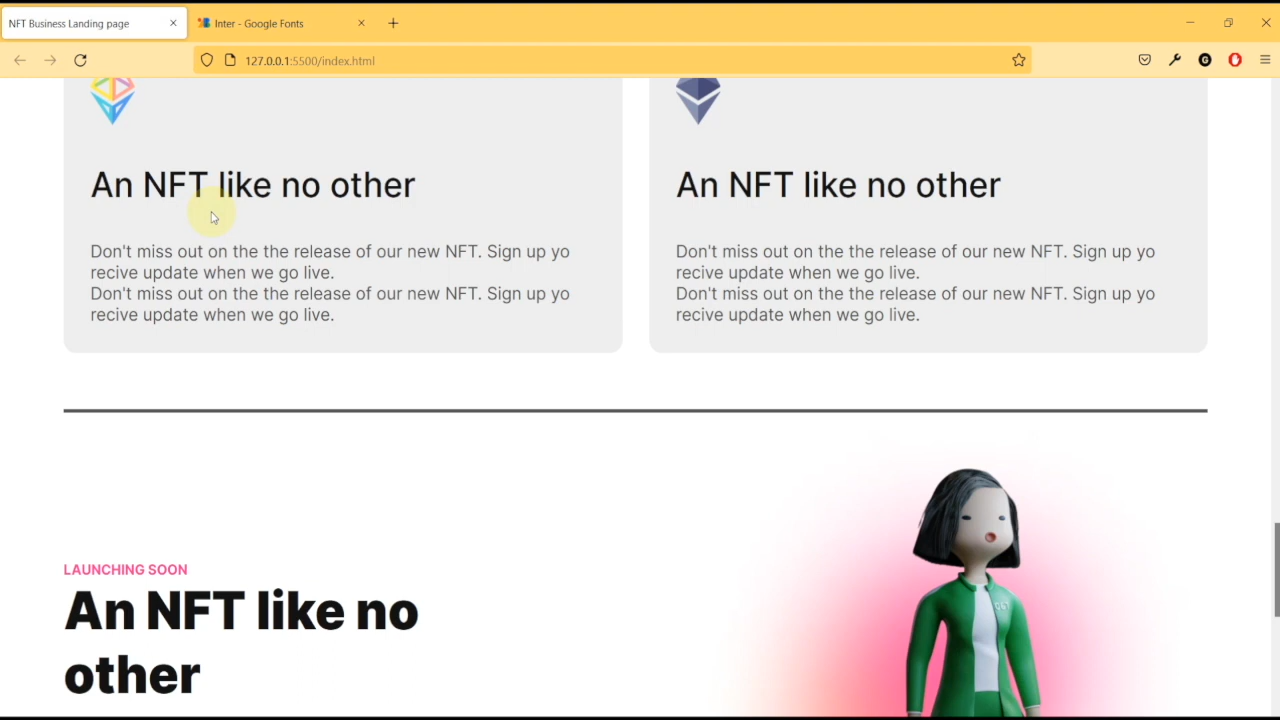 NFT Business Landing page
Inter - Google Fonts
127.0.0.1:5500/index.html
An NFT like no other
Don't miss out on the the release of our new NFT. Sign up yo
recive update when we go live.
Don't miss out on the the release of our new NFT. Sign up yo
recive update when we go live.
An NFT like no other
Don't miss out on the the release of our new NFT. Sign up yo
recive update when we go live.
Don't miss out on the the release of our new NFT. Sign up yo
recive update when we go live.
LAUNCHING SOON
An NFT like no
other